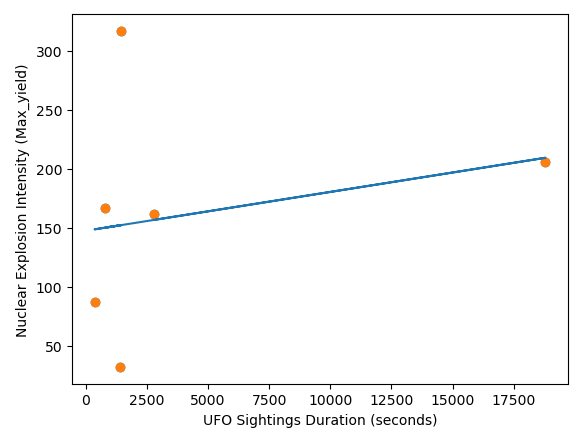 300
250
200
150
100
50
Nuclear Explosion Intensity (Max_yield)
0 2500 5000 7500 10000 12500 15000 17500
UFO Sightings Duration (seconds)